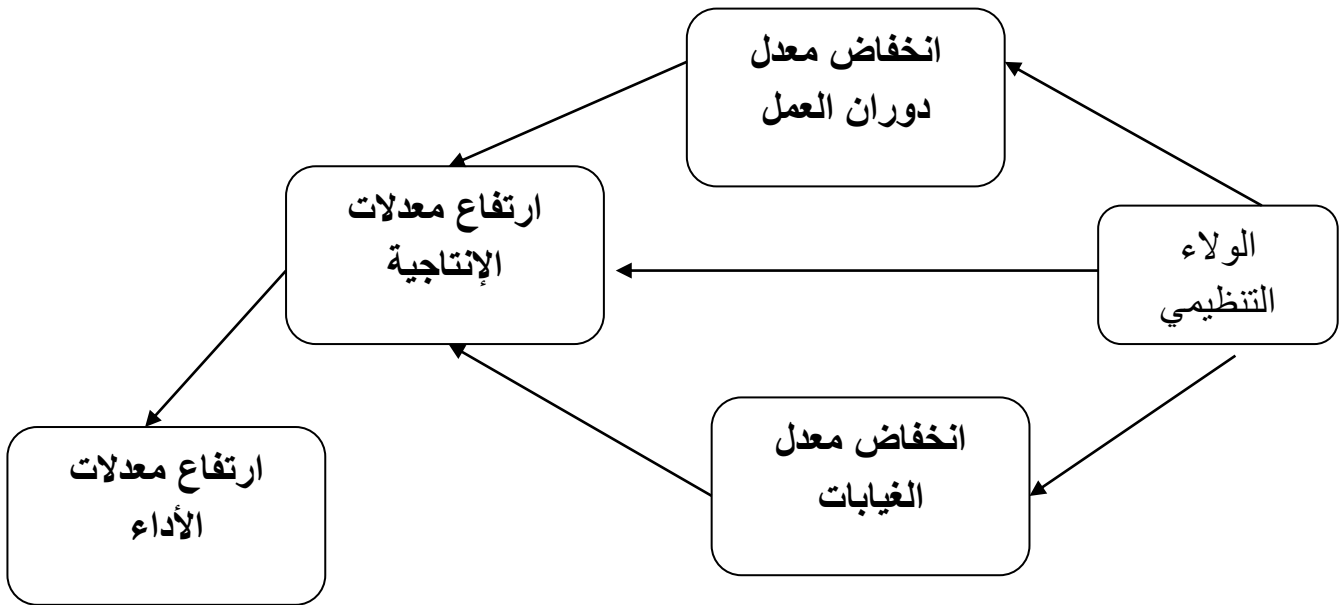 انخفاض معدل
دوران العمل
ارتفاع معدلات
الإنتاجية
الولاء
التنظيمي
انخفاض معدل
الغيابات
ارتفاع معدلات
الأداء